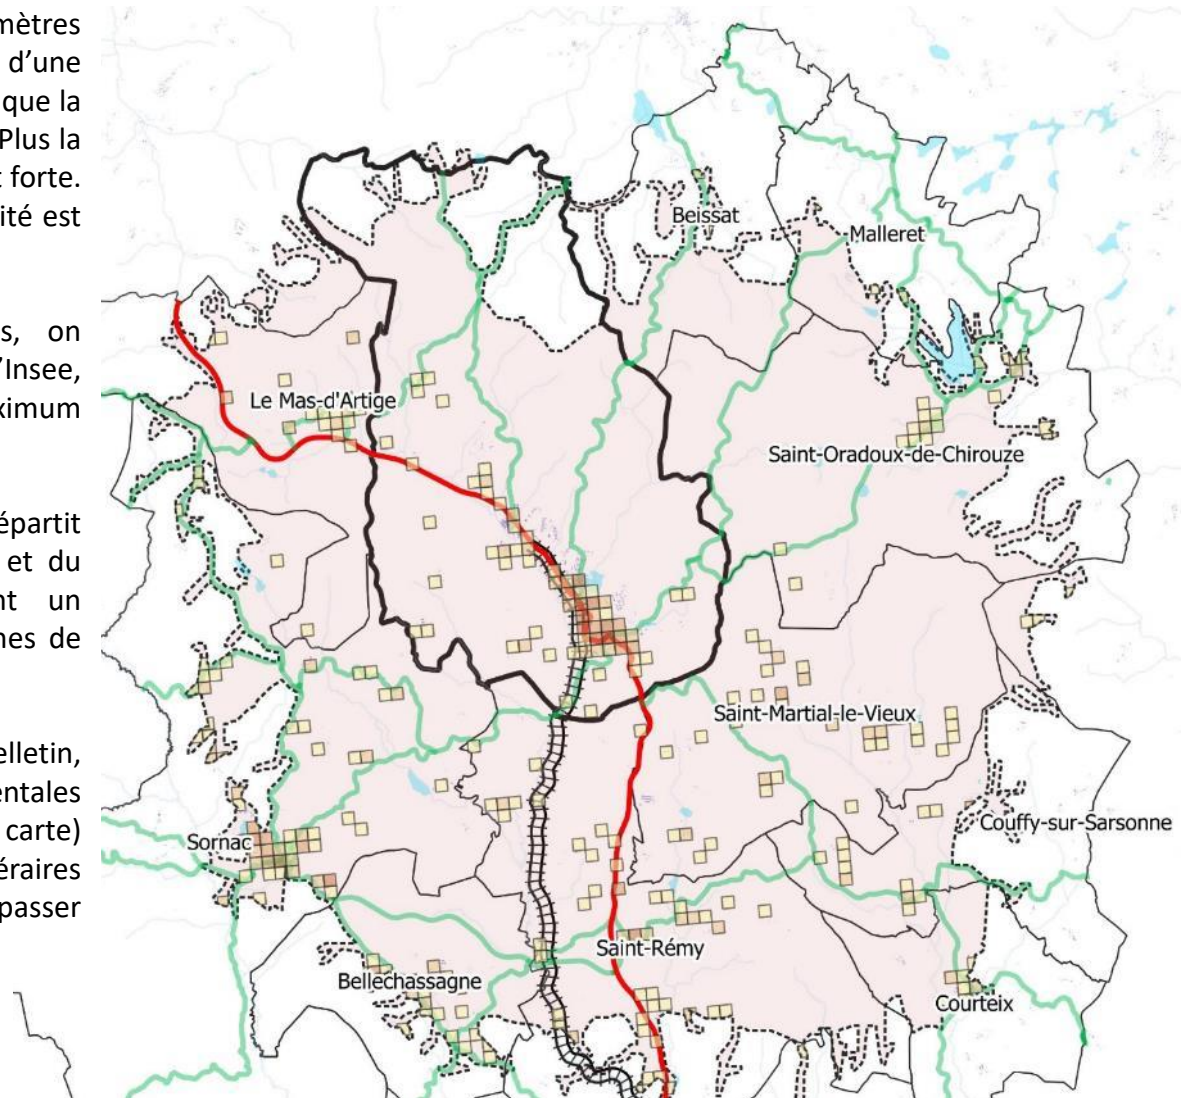 mètres
d’une
que la
Plus la
forte.
ité est
s, on
’Insee,
ximum
épartit
et du
nt un
nes de
elletin,
entales
carte)
éraires
passer
Beissat
Malleret
Le Mas-d'Artige
Saint-Oradoux-de-Chirouze
Saint-Martial-le-Vieux
Couffy-sur-Sarsonne
Sornac
Saint-Rémy
Bellechassagne
Courteix